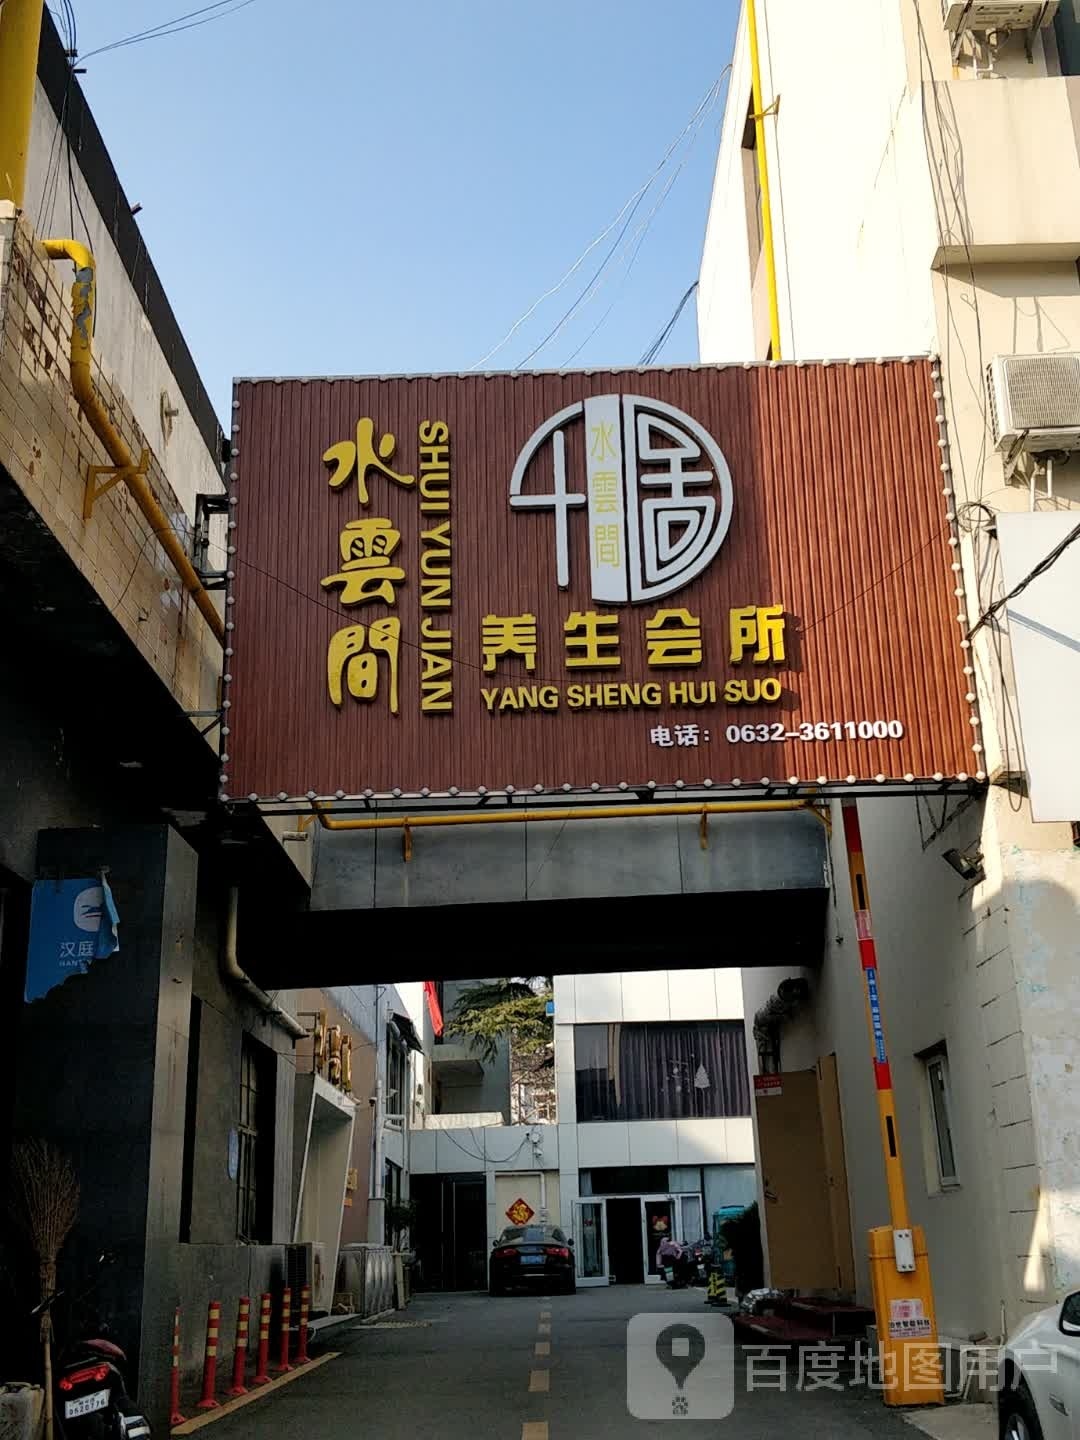 水雲間
SHUI YUN JIAN
水雲間
养生会所
YANG SHENG HUI SUO
电话：0632-3611000
汉庭
百度地图用户